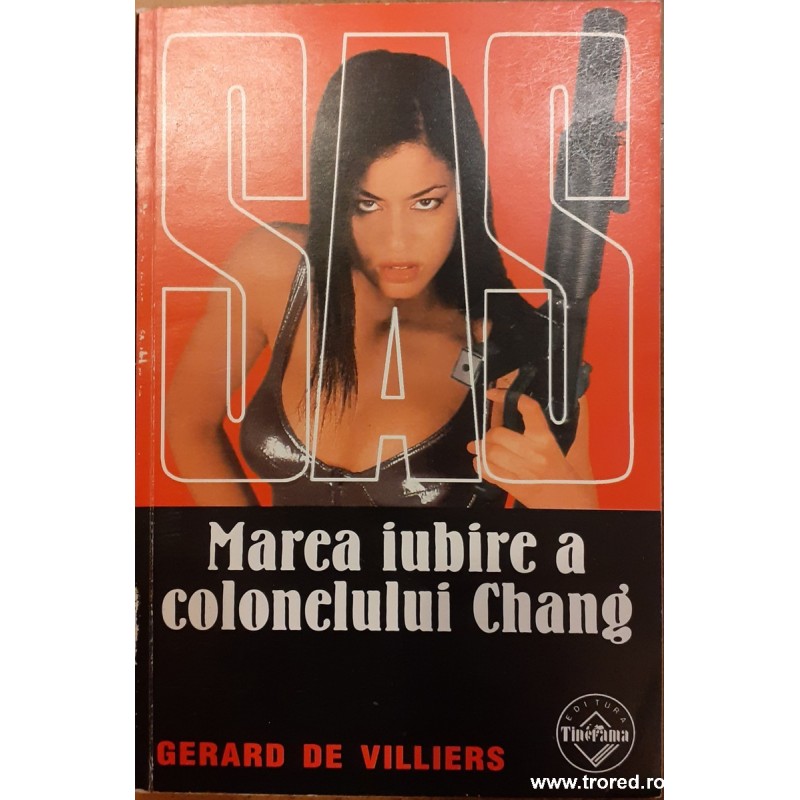 SAS
Marea iubire a
colonelului Chang
EDITURA
Tinerama
GERARD DE VILLIERS
www.trored.ro